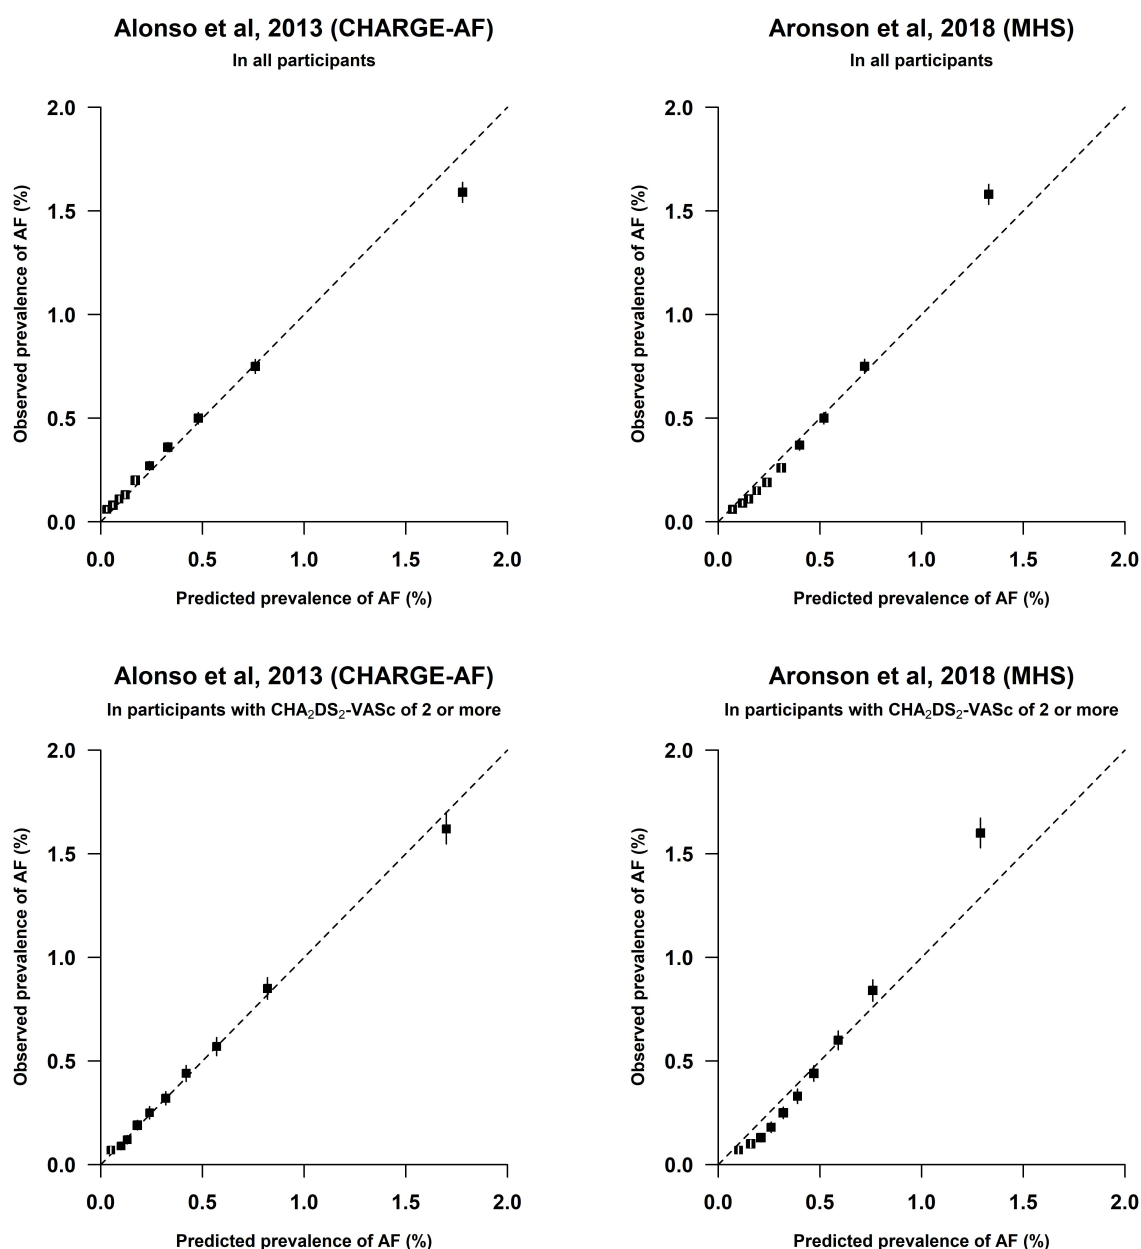 Alonso et al, 2013 (CHARGE-AF)
In all participants
2.0
1.5
1.0
0.5
0.0
Observed prevalence of AF (%)
0.0 0.5 1.0 1.5 2.0
Predicted prevalence of AF (%)
Aronson et al, 2018 (MHS)
In all participants
2.0
1.5
1.0
0.5
0.0
Observed prevalence of AF (%)
0.0 0.5 1.0 1.5 2.0
Predicted prevalence of AF (%)
Alonso et al, 2013 (CHARGE-AF)
In participants with CHA₂DS₂-VASc of 2 or more
2.0
1.5
1.0
0.5
0.0
Observed prevalence of AF (%)
0.0 0.5 1.0 1.5 2.0
Predicted prevalence of AF (%)
Aronson et al, 2018 (MHS)
In participants with CHA₂DS₂-VASc of 2 or more
2.0
1.5
1.0
0.5
0.0
Observed prevalence of AF (%)
0.0 0.5 1.0 1.5 2.0
Predicted prevalence of AF (%)